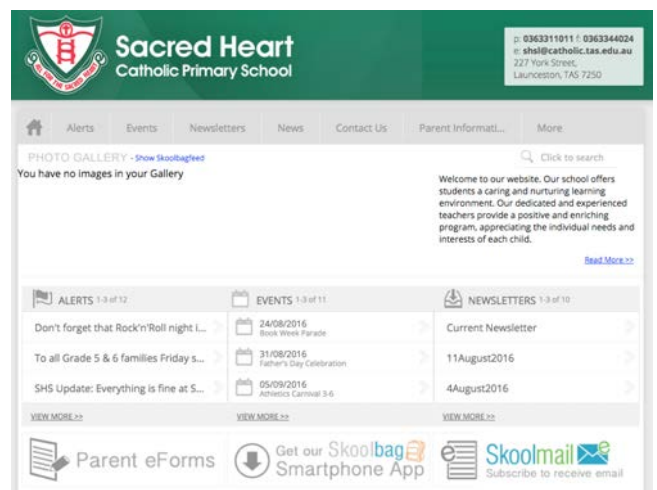 Sacred Heart
Catholic Primary School
p: 0363311011 f: 0363344024
e: shsl@catholic.tas.edu.au
227 York Street,
Launceston, TAS 7250
ALL FOR THE SACRED HEART
Alerts
Events
Newsletters
News
Contact Us
Parent Informati...
More
PHOTO GALLERY - Show Skoolbagfeed
Click to search
You have no images in your Gallery
Welcome to our website. Our school offers
students a caring and nurturing learning
environment. Our dedicated and experienced
teachers provide a positive and enriching
program, appreciating the individual needs and
interests of each child.
Read More >>
ALERTS 1-3 of 12
Don't forget that Rock'n'Roll night i...
To all Grade 5 & 6 families Friday s...
SHS Update: Everything is fine at S...
VIEW MORE >>
EVENTS 1-3 of 11
24/08/2016
Book Week Parade
31/08/2016
Father's Day Celebration
05/09/2016
Athletics Carnival 3-6
VIEW MORE >>
NEWSLETTERS 1-3 of 10
Current Newsletter
11August2016
4August2016
VIEW MORE >>
Parent eForms
Get our Skoolbag
Smartphone App
Skoolmail
Subscribe to receive email